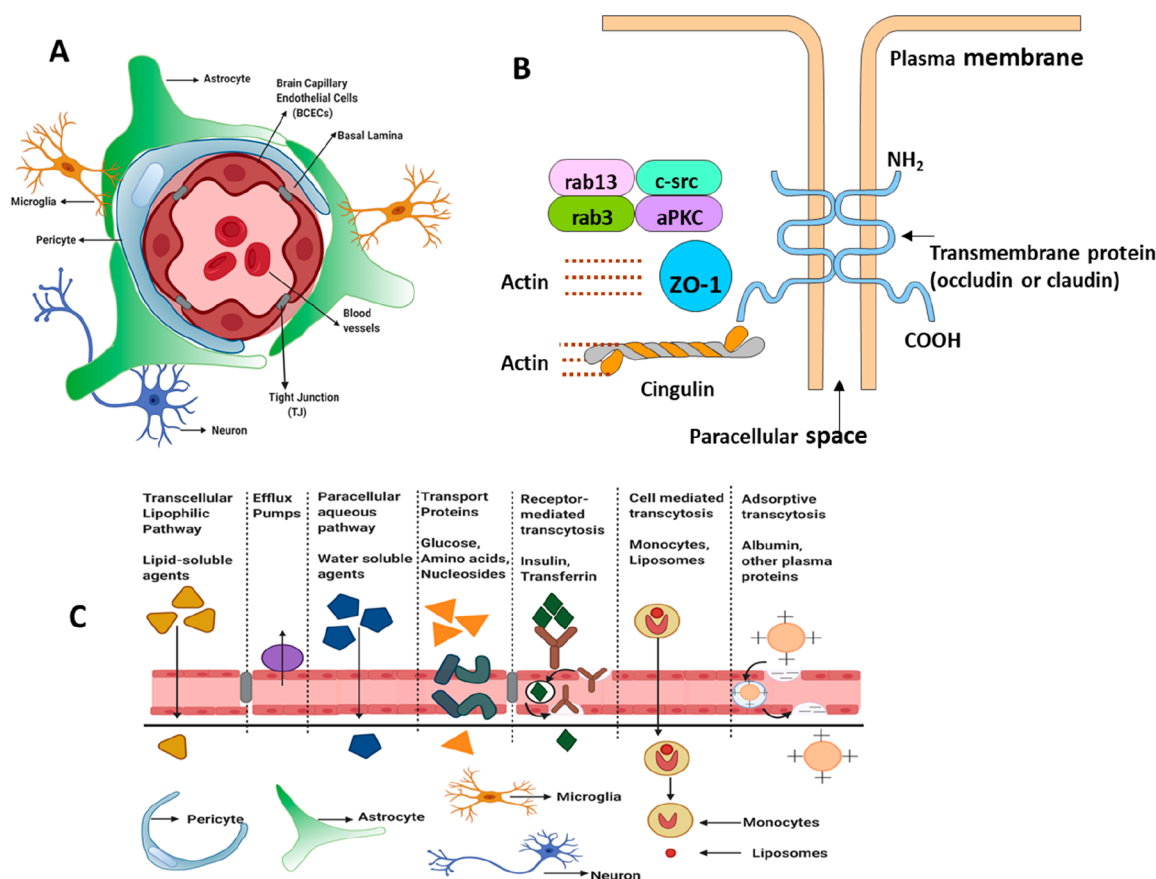 A
Astrocyte
Brain Capillary
Endothelial Cells
(BCECs)
Basal Lamina
Microglia
Pericyte
Blood
vessels
Tight Junction
(TJ)
Neuron
B
Plasma membrane
NH2
rab13
c-src
rab3
aPKC
Transmembrane protein
(occludin or claudin)
Actin
ZO-1
COOH
Actin
Cingulin
Paracellular space
C
Transcellular
Lipophilic
Pathway
Lipid-soluble
agents
Efflux
Pumps
Paracellular
aqueous
pathway
Water soluble
agents
Transport
Proteins
Glucose,
Amino acids,
Nucleosides
Receptor-
mediated
transcytosis
Insulin,
Transferrin
Cell mediated
transcytosis
Monocytes,
Liposomes
Adsorptive
transcytosis
Albumin,
other plasma
proteins
Pericyte
Astrocyte
Microglia
Neuron
Monocytes
Liposomes